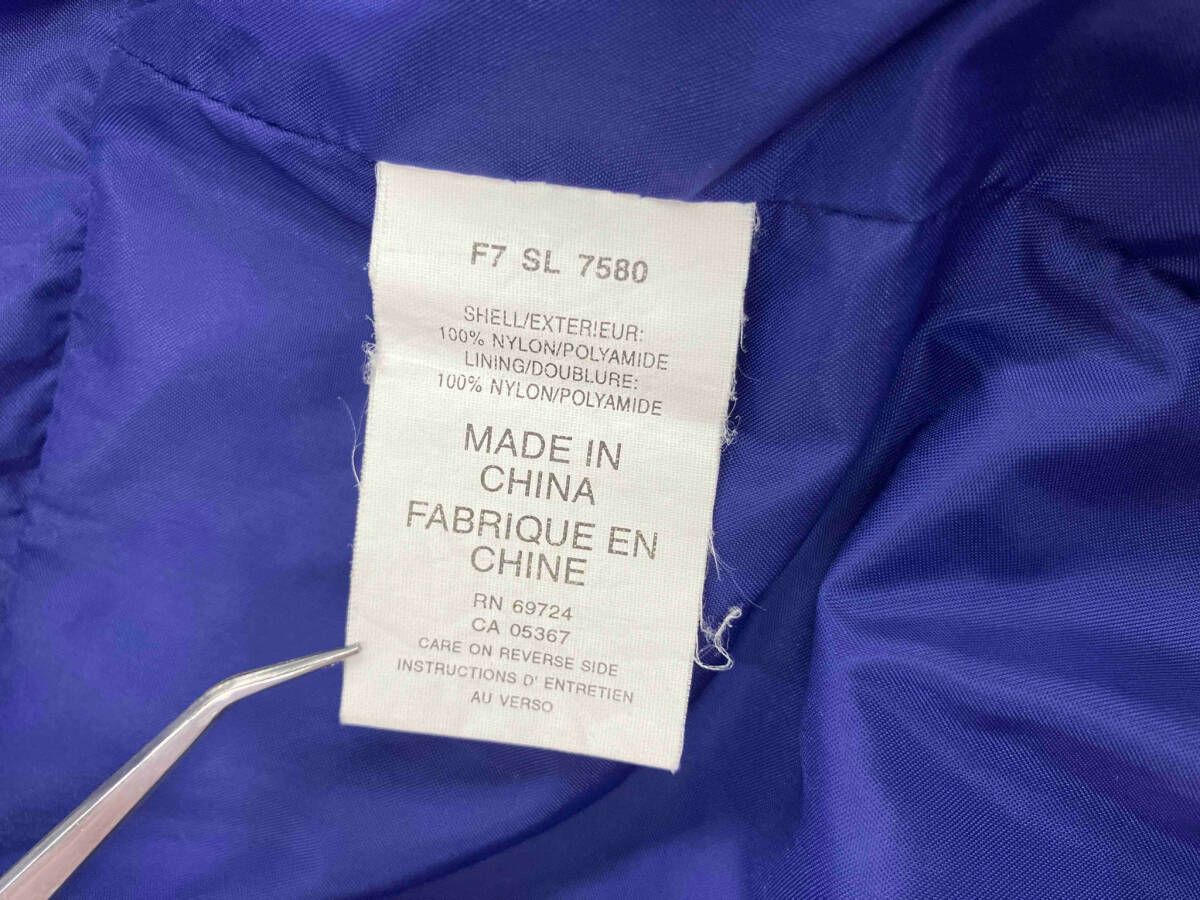 F7 SL 7580
SHELL/EXTERIEUR:
100% NYLON/POLYAMIDE
LINING/DOUBLURE:
100% NYLON/POLYAMIDE
MADE IN
CHINA
FABRIQUE EN
CHINE
RN 69724
CA 05367
CARE ON REVERSE SIDE
INSTRUCTIONS D' ENTRETIEN
AU VERSO